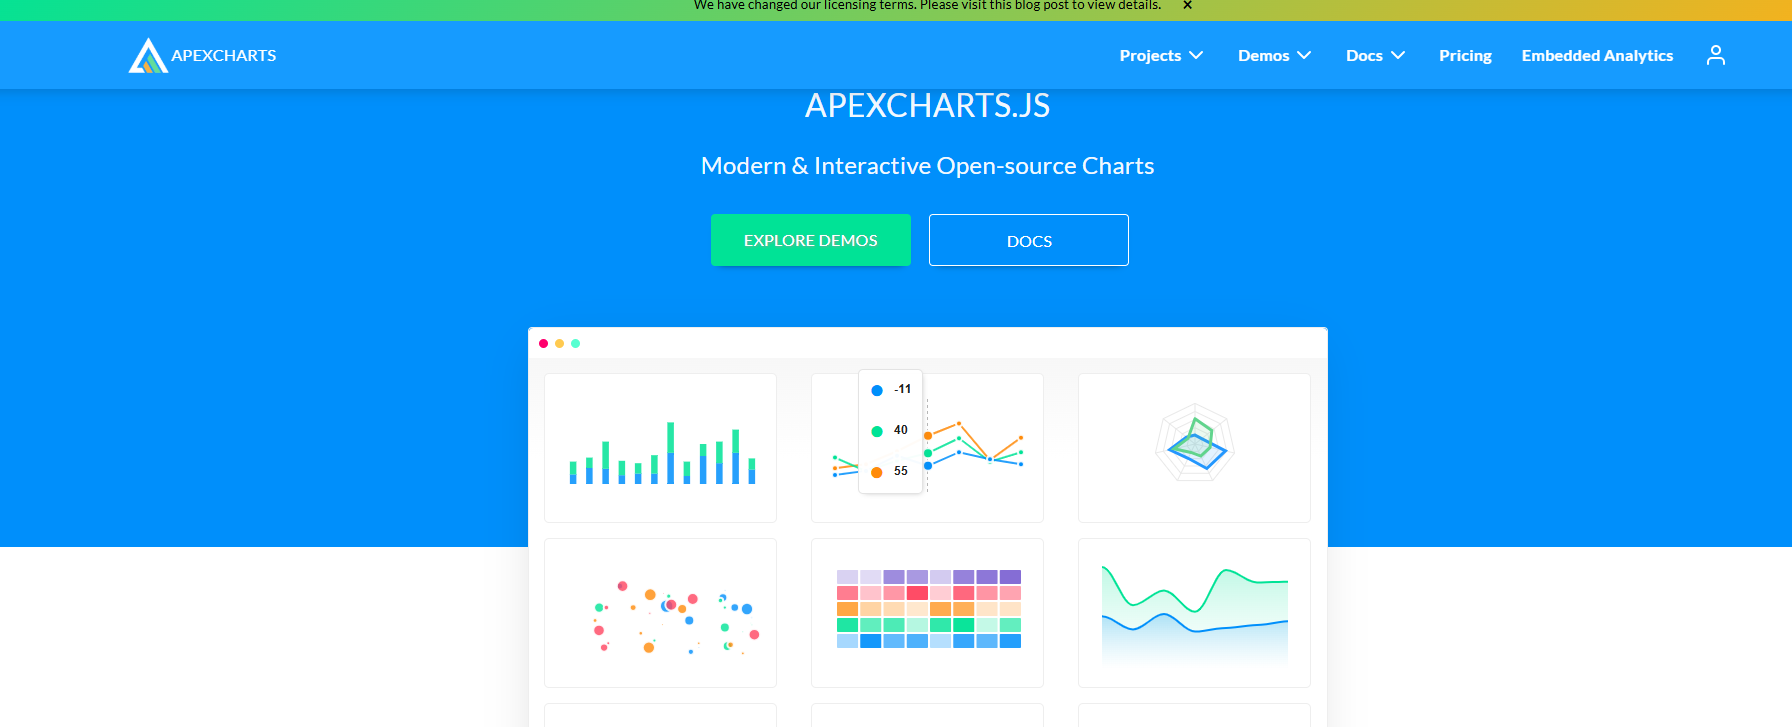 We have changed our licensing terms. Please visit this blog post to view details. ×
APEXCHARTS
Projects Demos Docs Pricing Embedded Analytics
APEXCHARTS.JS
Modern & Interactive Open-source Charts
EXPLORE DEMOS DOCS
-11
40
55